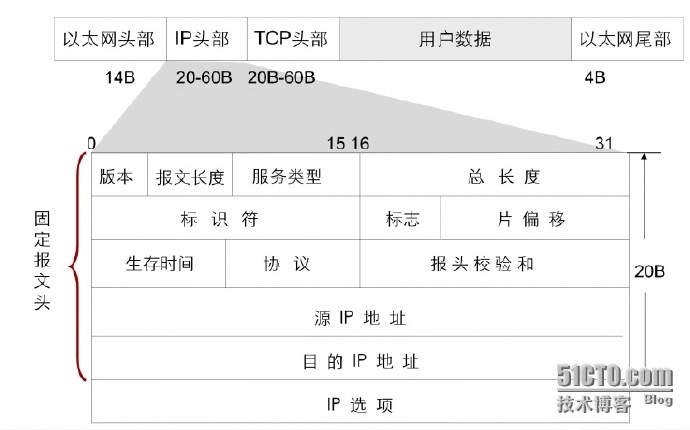 以太网头部 IP头部 TCP头部 用户数据 以太网尾部
14B 20-60B 20B-60B 4B
0 15 16 31
版本 报文长度 服务类型 总 长 度
标 识 符 标志 片 偏 移
生存时间 协 议 报 头 校 验 和
源 IP 地 址
目 的 IP 地 址
IP 选 项
固定报文头
20B
51CTO.com
技术博客 Blog